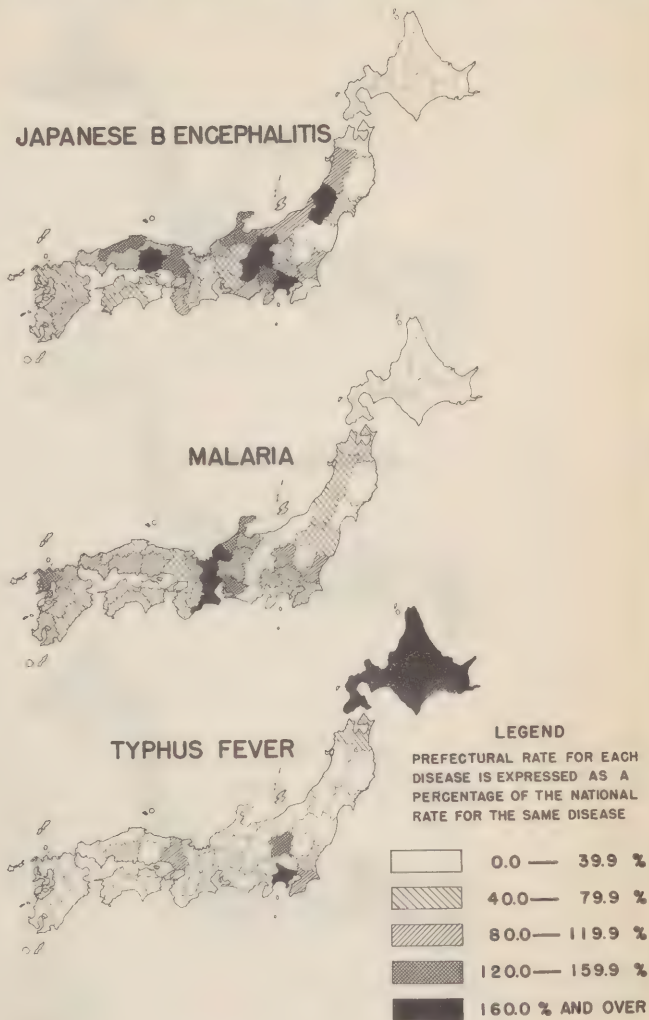 JAPANESE B ENCEPHALITIS
MALARIA
TYPHUS FEVER
LEGEND
PREFECTURAL RATE FOR EACH
DISEASE IS EXPRESSED AS A
PERCENTAGE OF THE NATIONAL
RATE FOR THE SAME DISEASE
0.0 — 39.9 %
40.0 — 79.9 %
80.0 — 119.9 %
120.0 — 159.9 %
160.0 % AND OVER